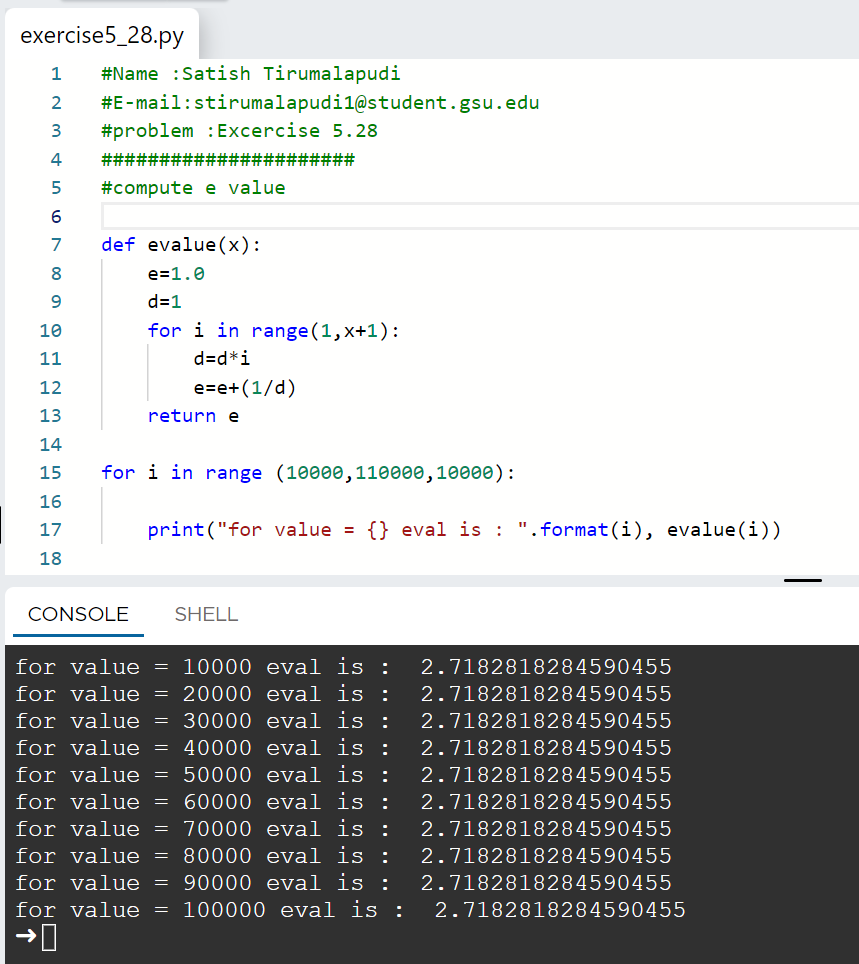 exercise5_28.py
1 #Name :Satish Tirumalapudi
2 #E-mail:stirumalapudi1@student.gsu.edu
3 #problem :Excercise 5.28
4 ######################
5 #compute e value
6
7 def evalue(x):
8 e=1.0
9 d=1
10 for i in range(1,x+1):
11 d=d*i
12 e=e+(1/d)
13 return e
14
15 for i in range (10000,110000,10000):
16
17 print("for value = {} eval is : ".format(i), evalue(i))
18
CONSOLE SHELL
for value = 10000 eval is :  2.7182818284590455
for value = 20000 eval is :  2.7182818284590455
for value = 30000 eval is :  2.7182818284590455
for value = 40000 eval is :  2.7182818284590455
for value = 50000 eval is :  2.7182818284590455
for value = 60000 eval is :  2.7182818284590455
for value = 70000 eval is :  2.7182818284590455
for value = 80000 eval is :  2.7182818284590455
for value = 90000 eval is :  2.7182818284590455
for value = 100000 eval is :  2.7182818284590455